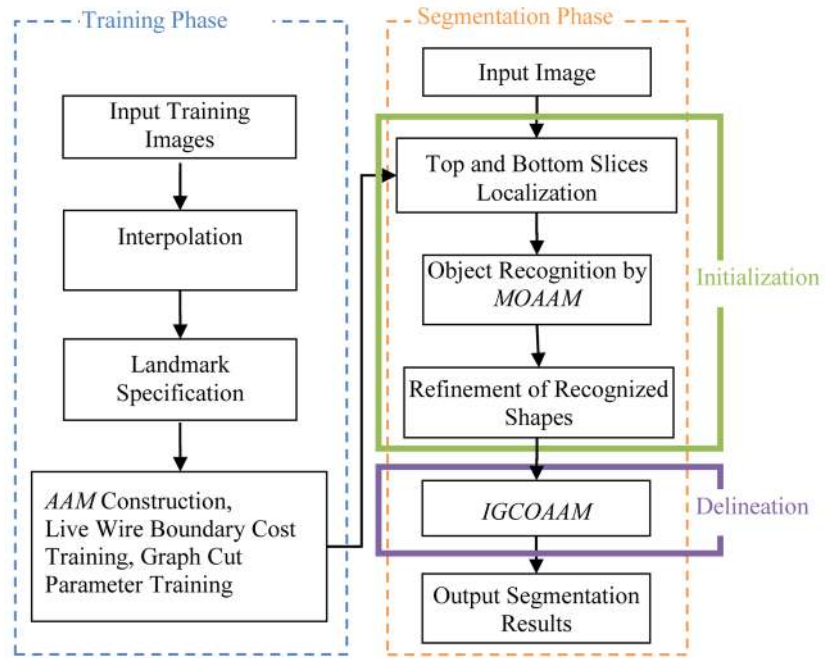 Training Phase
Input Training
Images
Interpolation
Landmark
Specification
AAM Construction,
Live Wire Boundary Cost
Training, Graph Cut
Parameter Training
Segmentation Phase
Input Image
Top and Bottom Slices
Localization
Object Recognition by
MOAAM
Refinement of Recognized
Shapes
Initialization
IGCOAAM
Delineation
Output Segmentation
Results